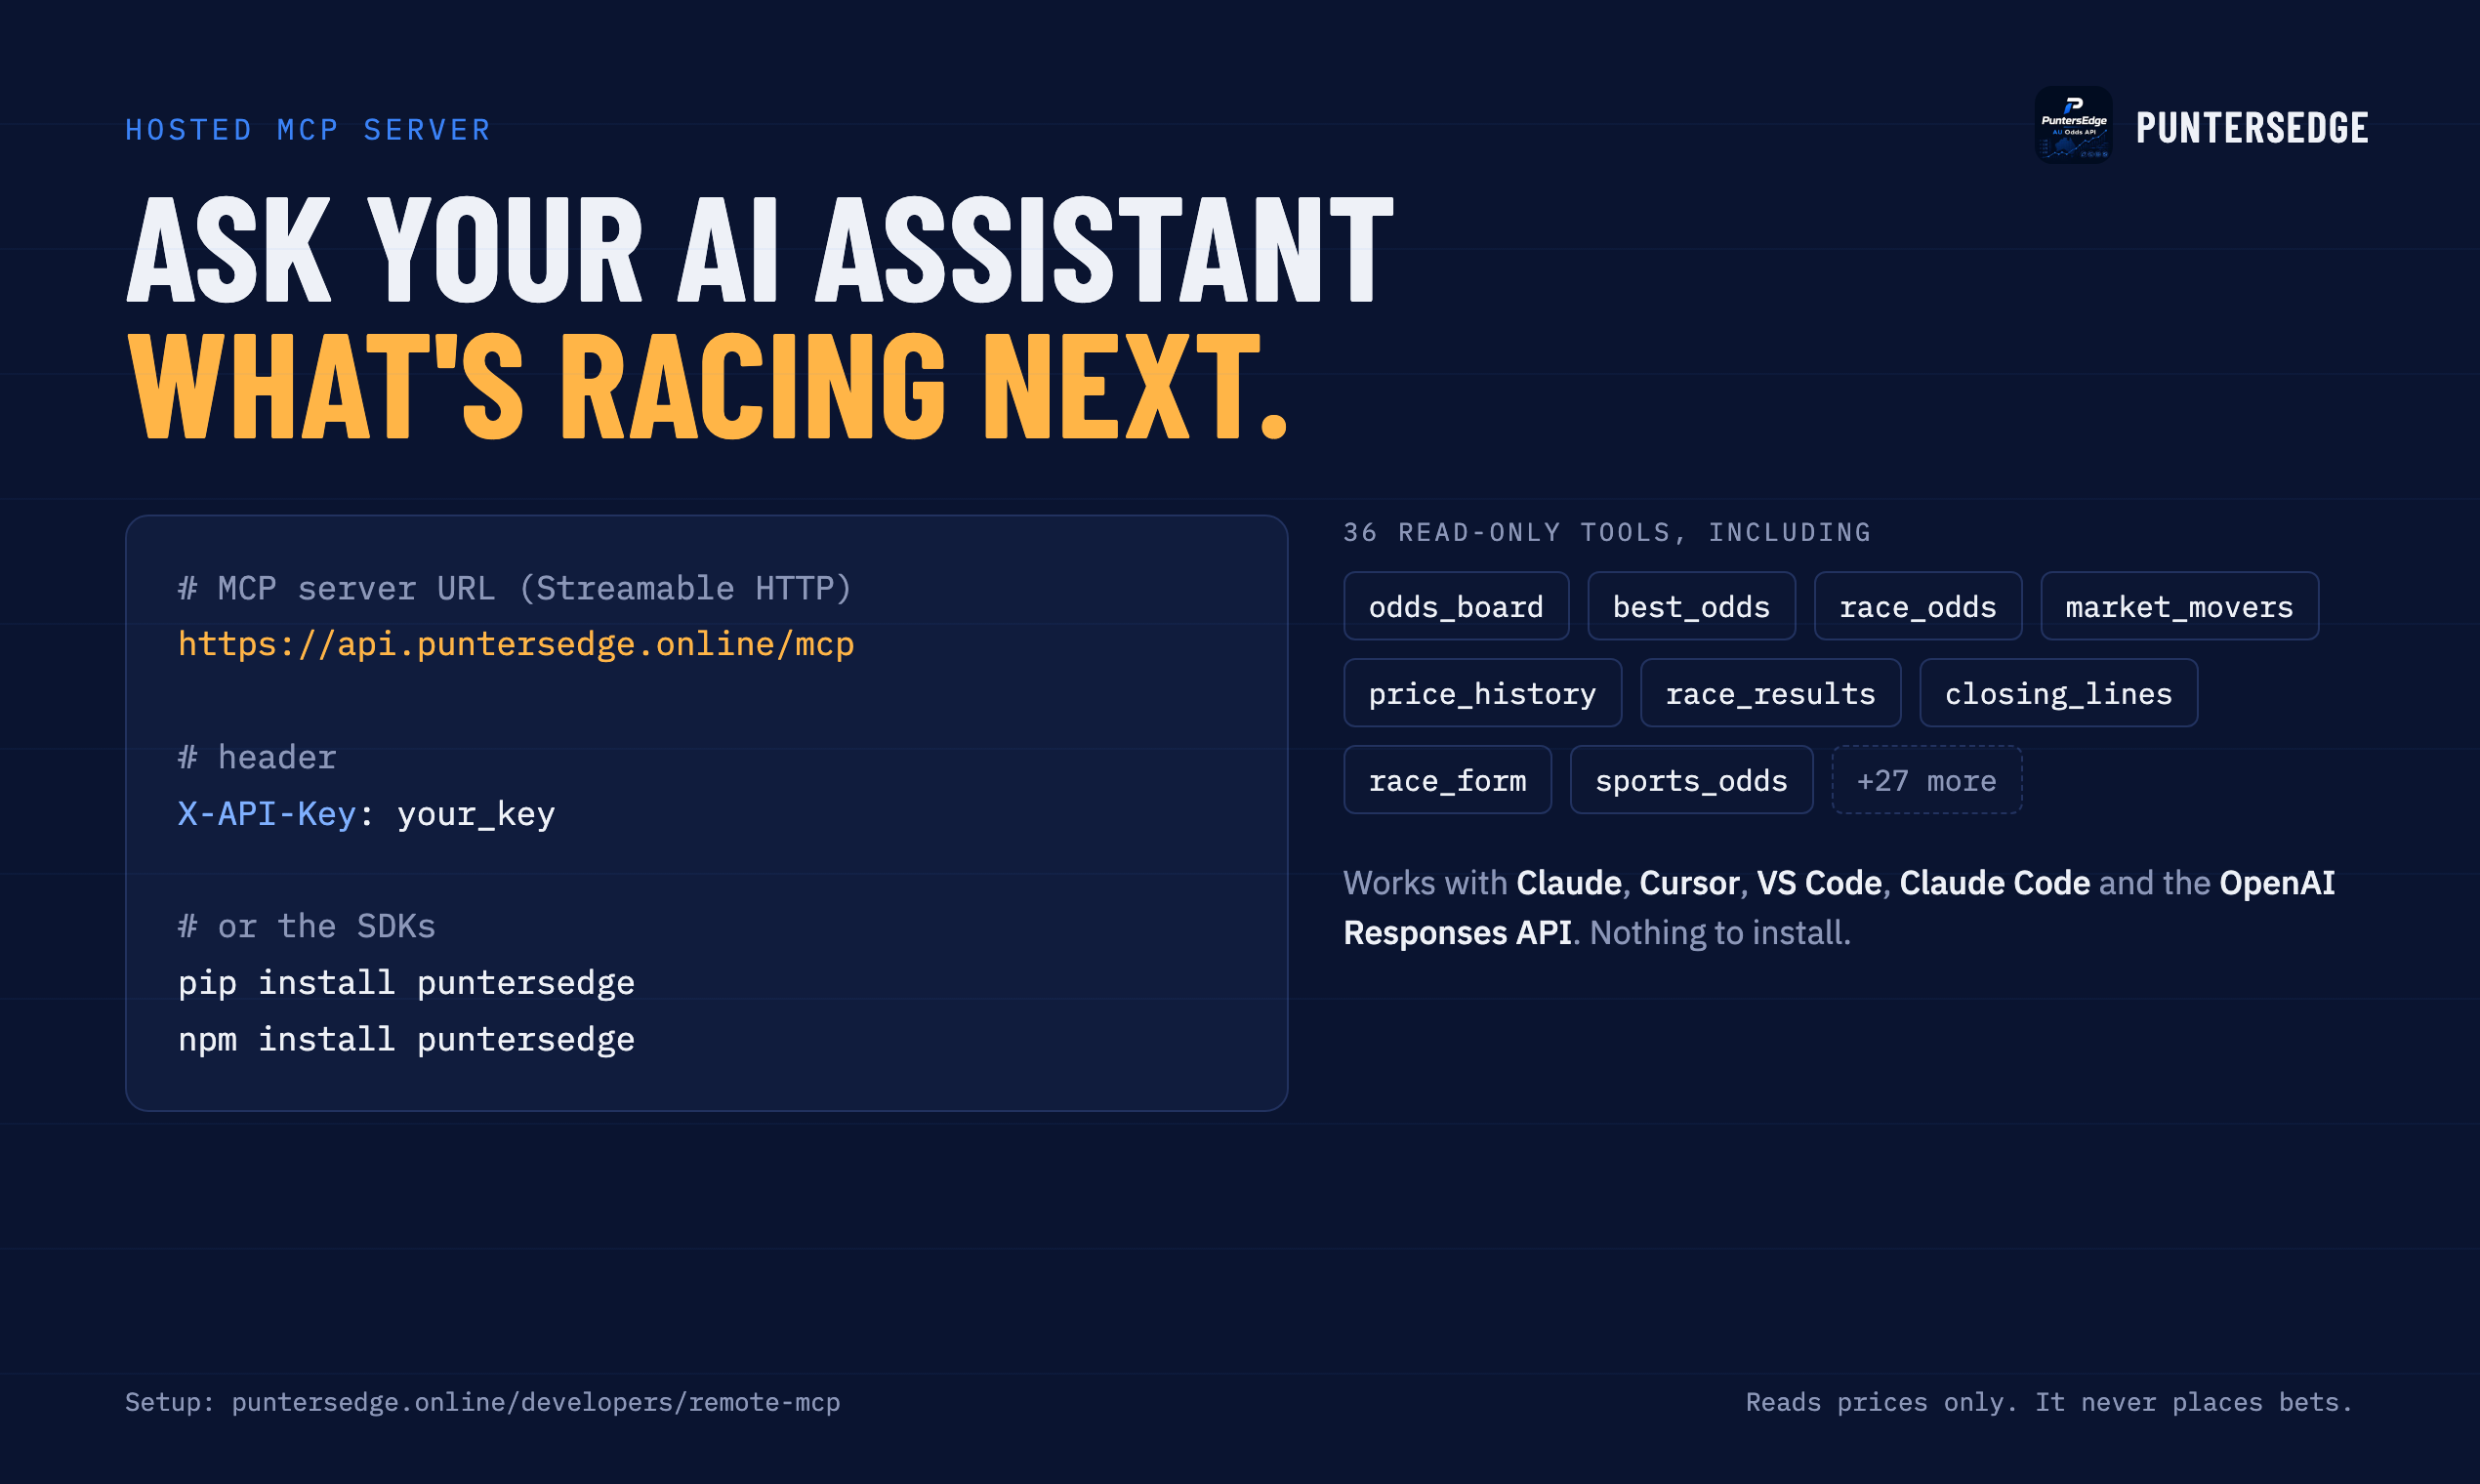 HOSTED MCP SERVER
PuntersEdge
AU Odds API
PUNTERSEDGE
ASK YOUR AI ASSISTANT
WHAT'S RACING NEXT.
# MCP server URL (Streamable HTTP)
https://api.puntersedge.online/mcp
# header
X-API-Key: your_key
# or the SDKs
pip install puntersedge
npm install puntersedge
36 READ-ONLY TOOLS, INCLUDING
odds_board best_odds race_odds market_movers
price_history race_results closing_lines
race_form sports_odds +27 more
Works with Claude, Cursor, VS Code, Claude Code and the OpenAI
Responses API. Nothing to install.
Setup: puntersedge.online/developers/remote-mcp
Reads prices only. It never places bets.